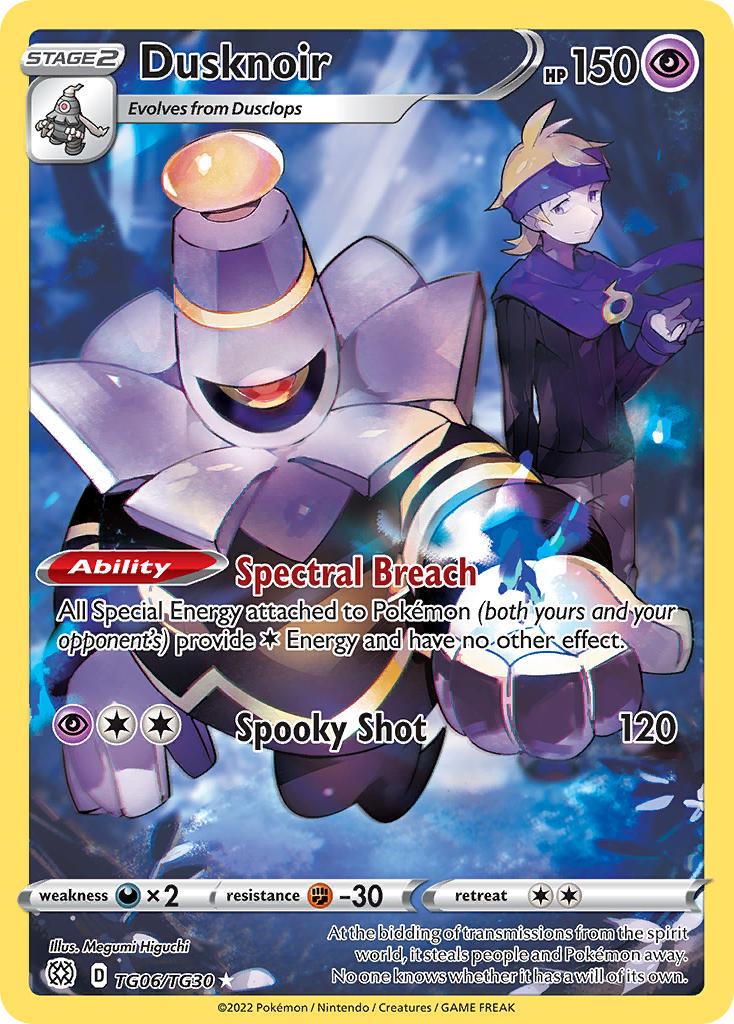 STAGE 2
Dusknoir
HP 150
Evolves from Dusclops
Ability
Spectral Breach
All Special Energy attached to Pokémon (both yours and your
opponent's) provide Energy and have no other effect.
Spooky Shot
120
weakness ×2
resistance -30
retreat
Illus. Megumi Higuchi
D TG06/TG30 ★
At the bidding of transmissions from the spirit
world, it steals people and Pokémon away.
No one knows whether it has a will of its own.
©2022 Pokémon / Nintendo / Creatures / GAME FREAK